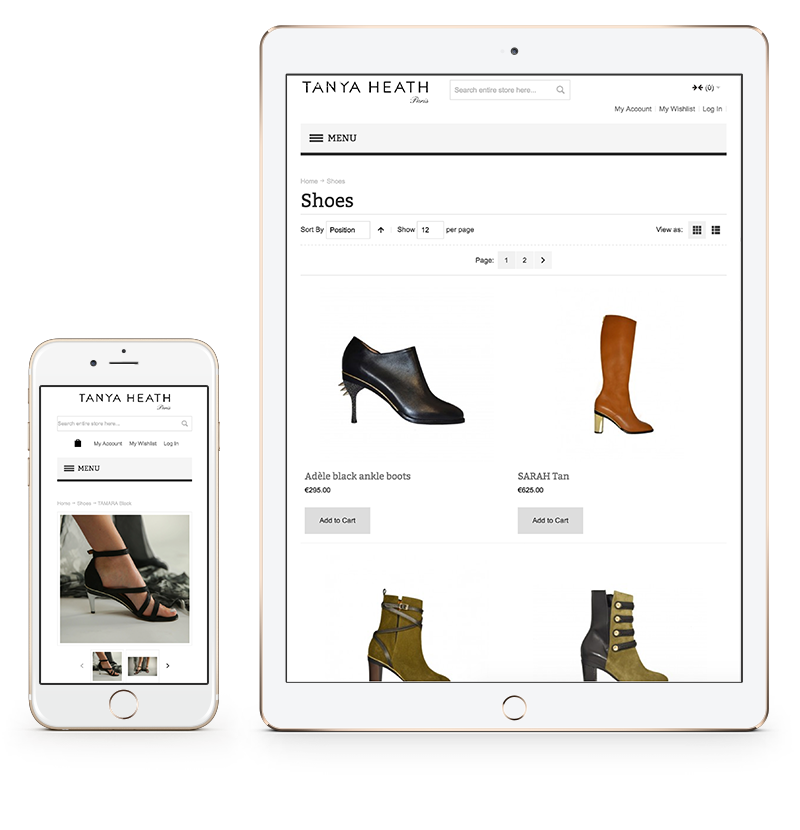 TANYA HEATH
Paris
Search entire store here...
(0)
My Account My Wishlist Log In
MENU
Home Shoes
Shoes
Sort By Position Show 12 per page View as:
Page: 1 2
Adèle black ankle boots
€295.00
Add to Cart
SARAH Tan
€625.00
Add to Cart
TANYA HEATH
Paris
Search entire store here...
My Account My Wishlist Log In
MENU
Home Shoes TAMARA Black